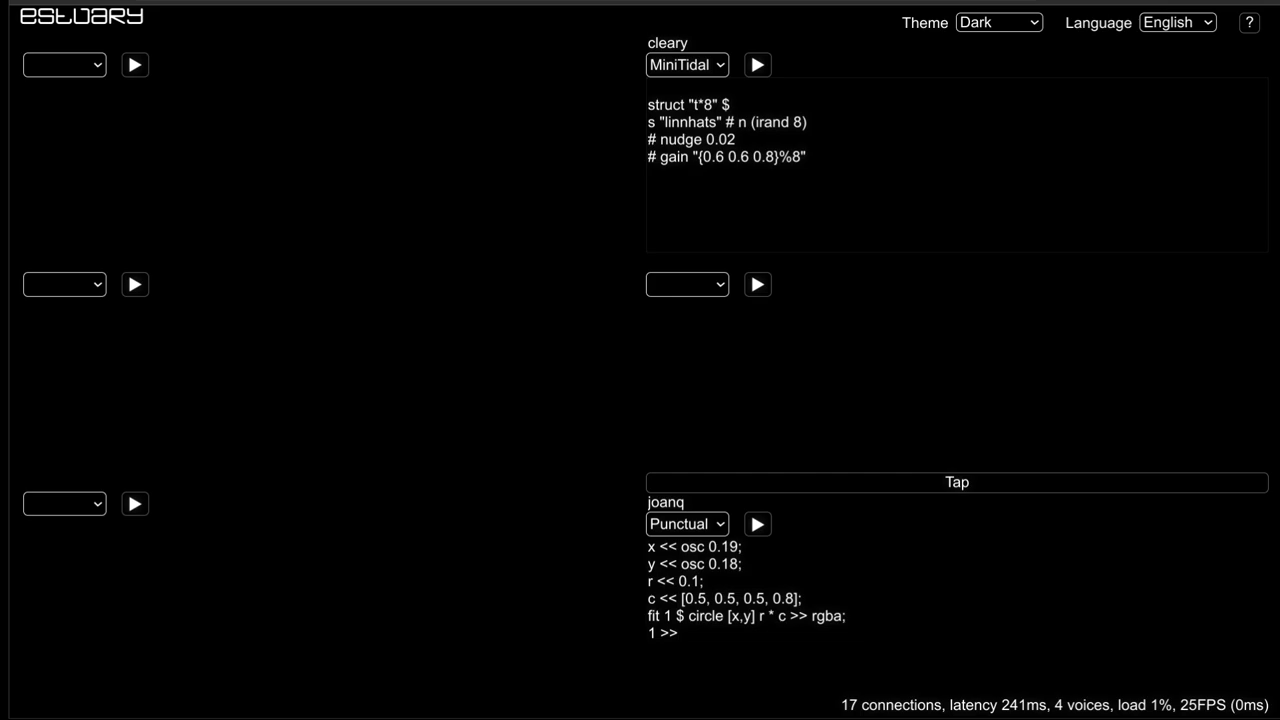 estuary
Theme Dark Language English ?
cleary
MiniTidal
struct "t*8" $
s "linnhats" # n (irand 8)
# nudge 0.02
# gain "{0.6 0.6 0.8}%8"
Tap
joanq
Punctual
x << osc 0.19;
y << osc 0.18;
r << 0.1;
c << [0.5, 0.5, 0.5, 0.8];
fit 1 $ circle [x,y] r * c >> rgba;
1 >>
17 connections, latency 241ms, 4 voices, load 1%, 25FPS (0ms)